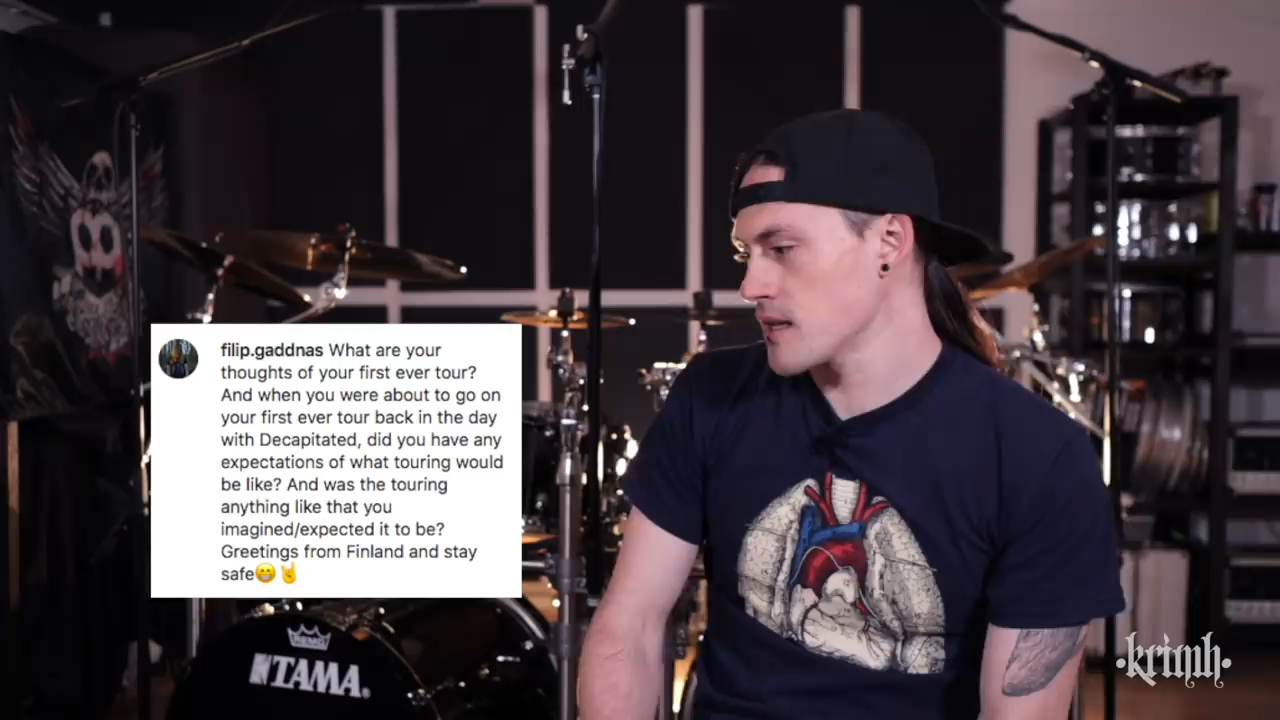 filip.gaddnas What are your
thoughts of your first ever tour?
And when you were about to go on
your first ever tour back in the day
with Decapitated, did you have any
expectations of what touring would
be like? And was the touring
anything like that you
imagined/expected it to be?
Greetings from Finland and stay
safe😁🤘
REMO
TAMA.
·krimh·